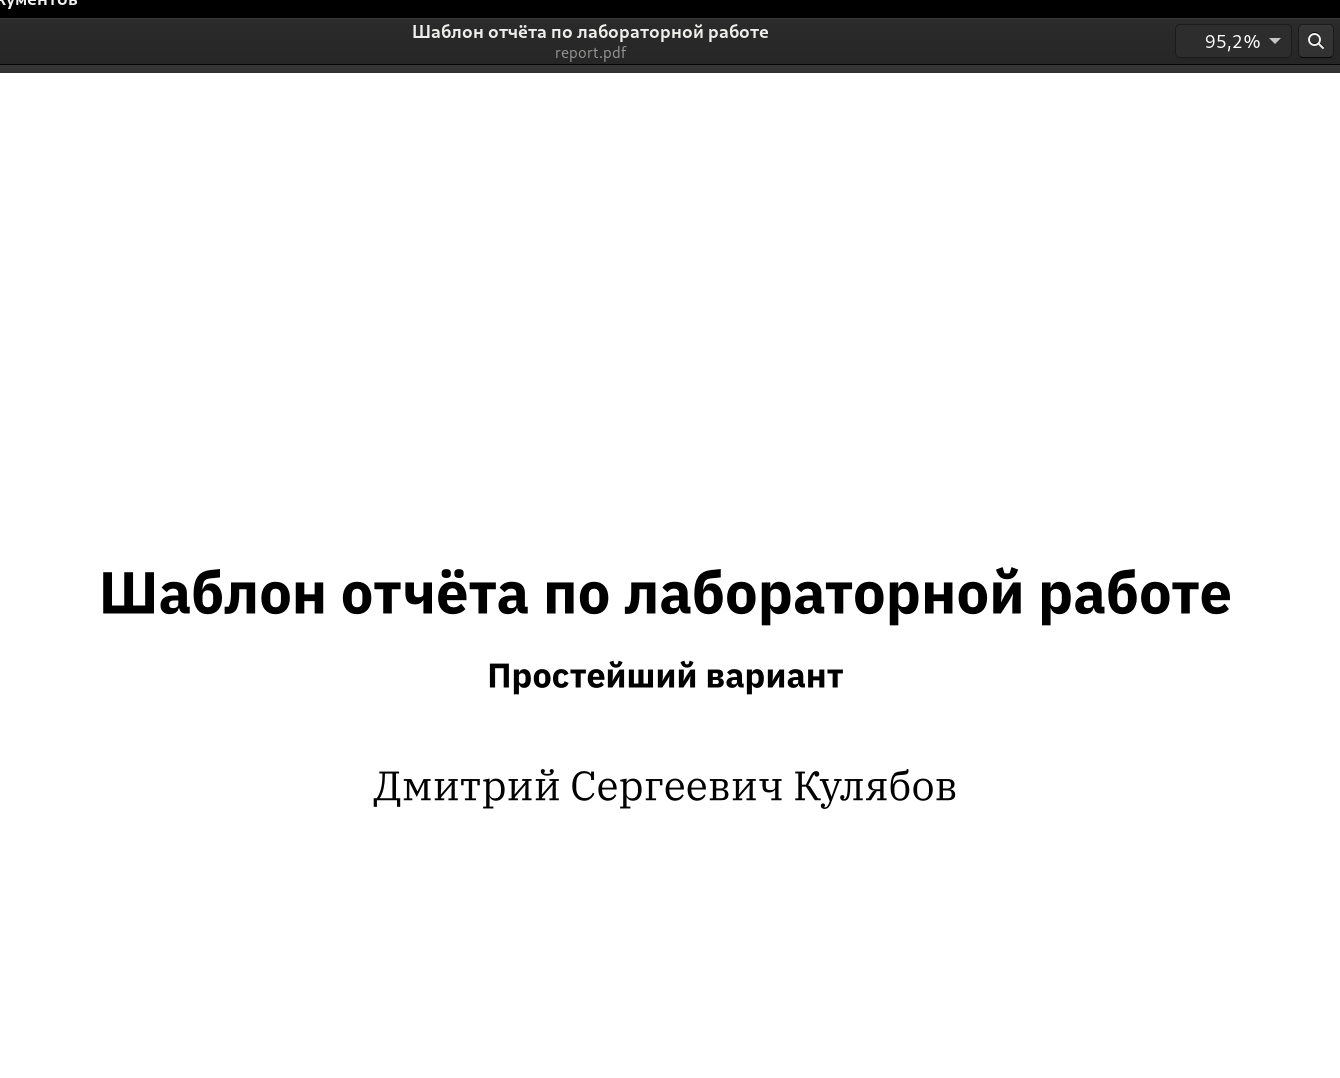 Шаблон отчёта по лабораторной работе
report.pdf
95,2%
Шаблон отчёта по лабораторной работе
Простейший вариант
Дмитрий Сергеевич Кулябов